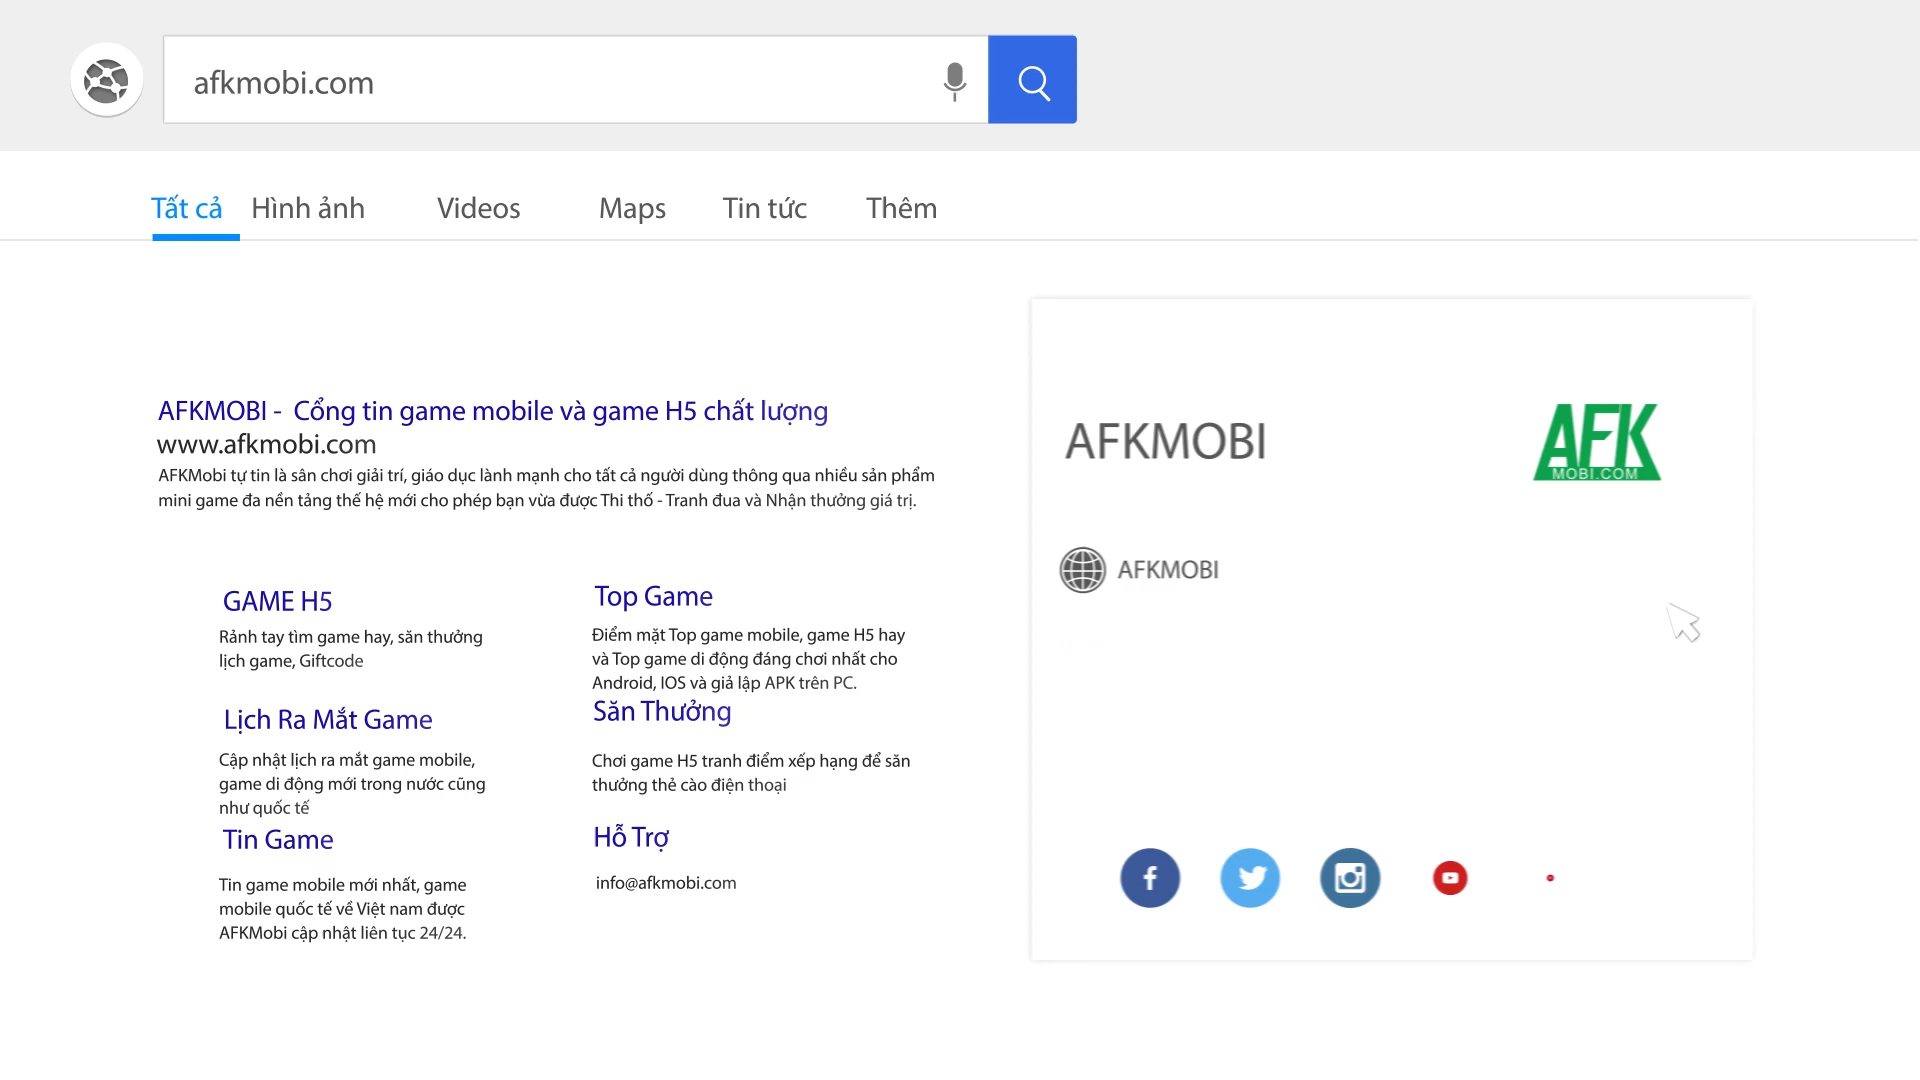 afkmobi.com
Tất cả Hình ảnh Videos Maps Tin tức Thêm
AFKMOBI - Cổng tin game mobile và game H5 chất lượng
www.afkmobi.com
AFKMobi tự tin là sân chơi giải trí, giáo dục lành mạnh cho tất cả người dùng thông qua nhiều sản phẩm
mini game đa nền tảng thế hệ mới cho phép bạn vừa được Thi thố - Tranh đua và Nhận thưởng giá trị.
GAME H5
Rảnh tay tìm game hay, săn thưởng
lịch game, Giftcode
Lịch Ra Mắt Game
Cập nhật lịch ra mắt game mobile,
game di động mới trong nước cũng
như quốc tế
Tin Game
Tin game mobile mới nhất, game
mobile quốc tế về Việt nam được
AFKMobi cập nhật liên tục 24/24.
Top Game
Điểm mặt Top game mobile, game H5 hay
và Top game di động đáng chơi nhất cho
Android, IOS và giả lập APK trên PC.
Săn Thưởng
Chơi game H5 tranh điểm xếp hạng để săn
thưởng thẻ cào điện thoại
Hỗ Trợ
info@afkmobi.com
AFKMOBI
AFK
MOBI.COM
AFKMOBI